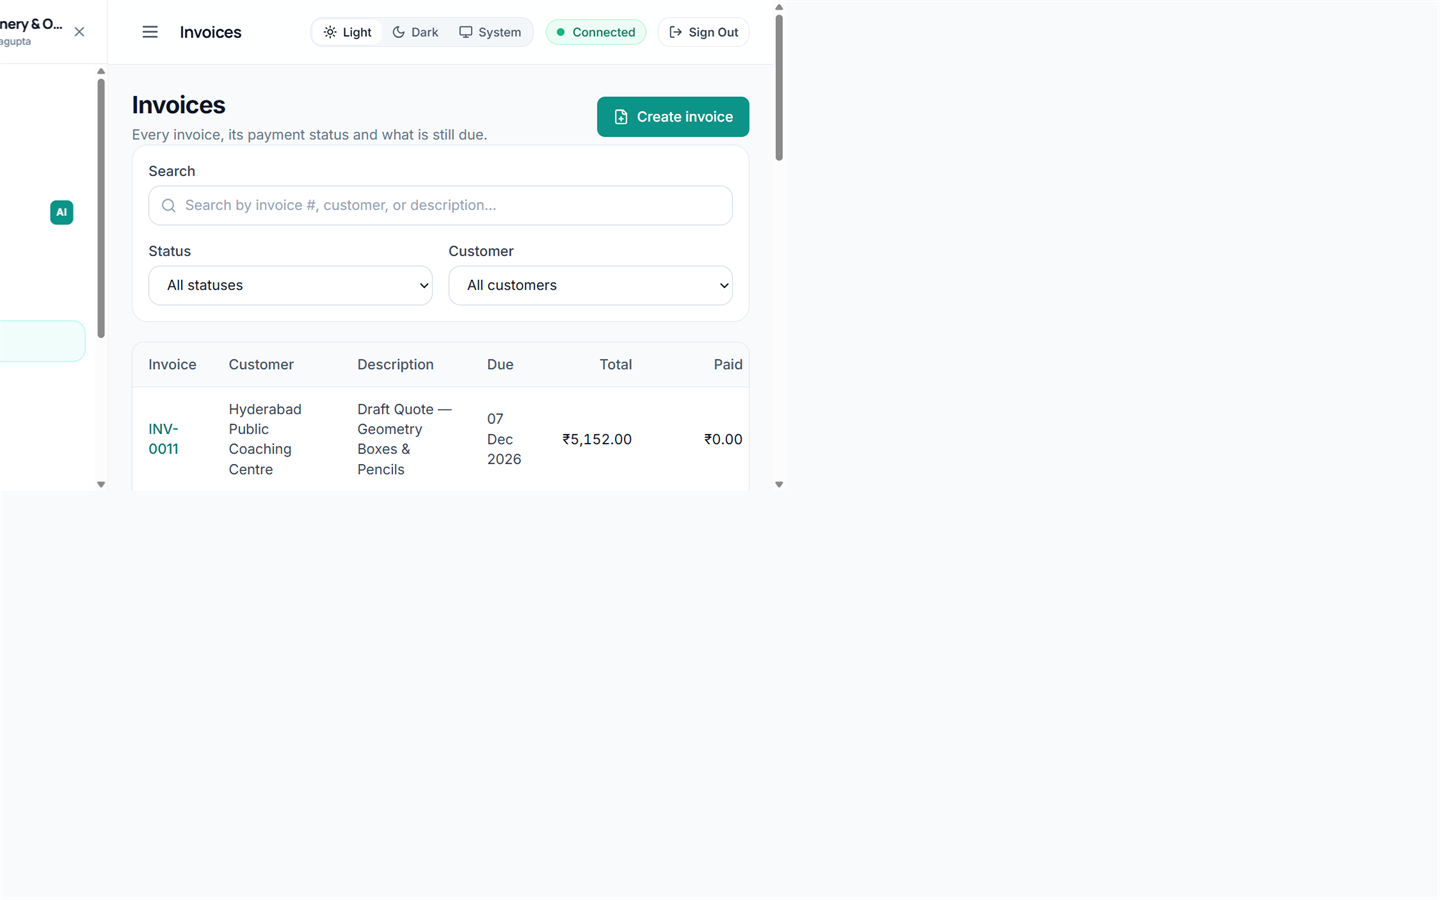 nery & O...
agupta
AI
Invoices
Light
Dark
System
Connected
Sign Out
Invoices
Every invoice, its payment status and what is still due.
Create invoice
Search
Search by invoice #, customer, or description...
Status
Customer
All statuses
All customers
Invoice Customer Description Due Total Paid
INV-
0011
Hyderabad
Public
Coaching
Centre
Draft Quote —
Geometry
Boxes &
Pencils
07
Dec
2026
₹5,152.00
₹0.00